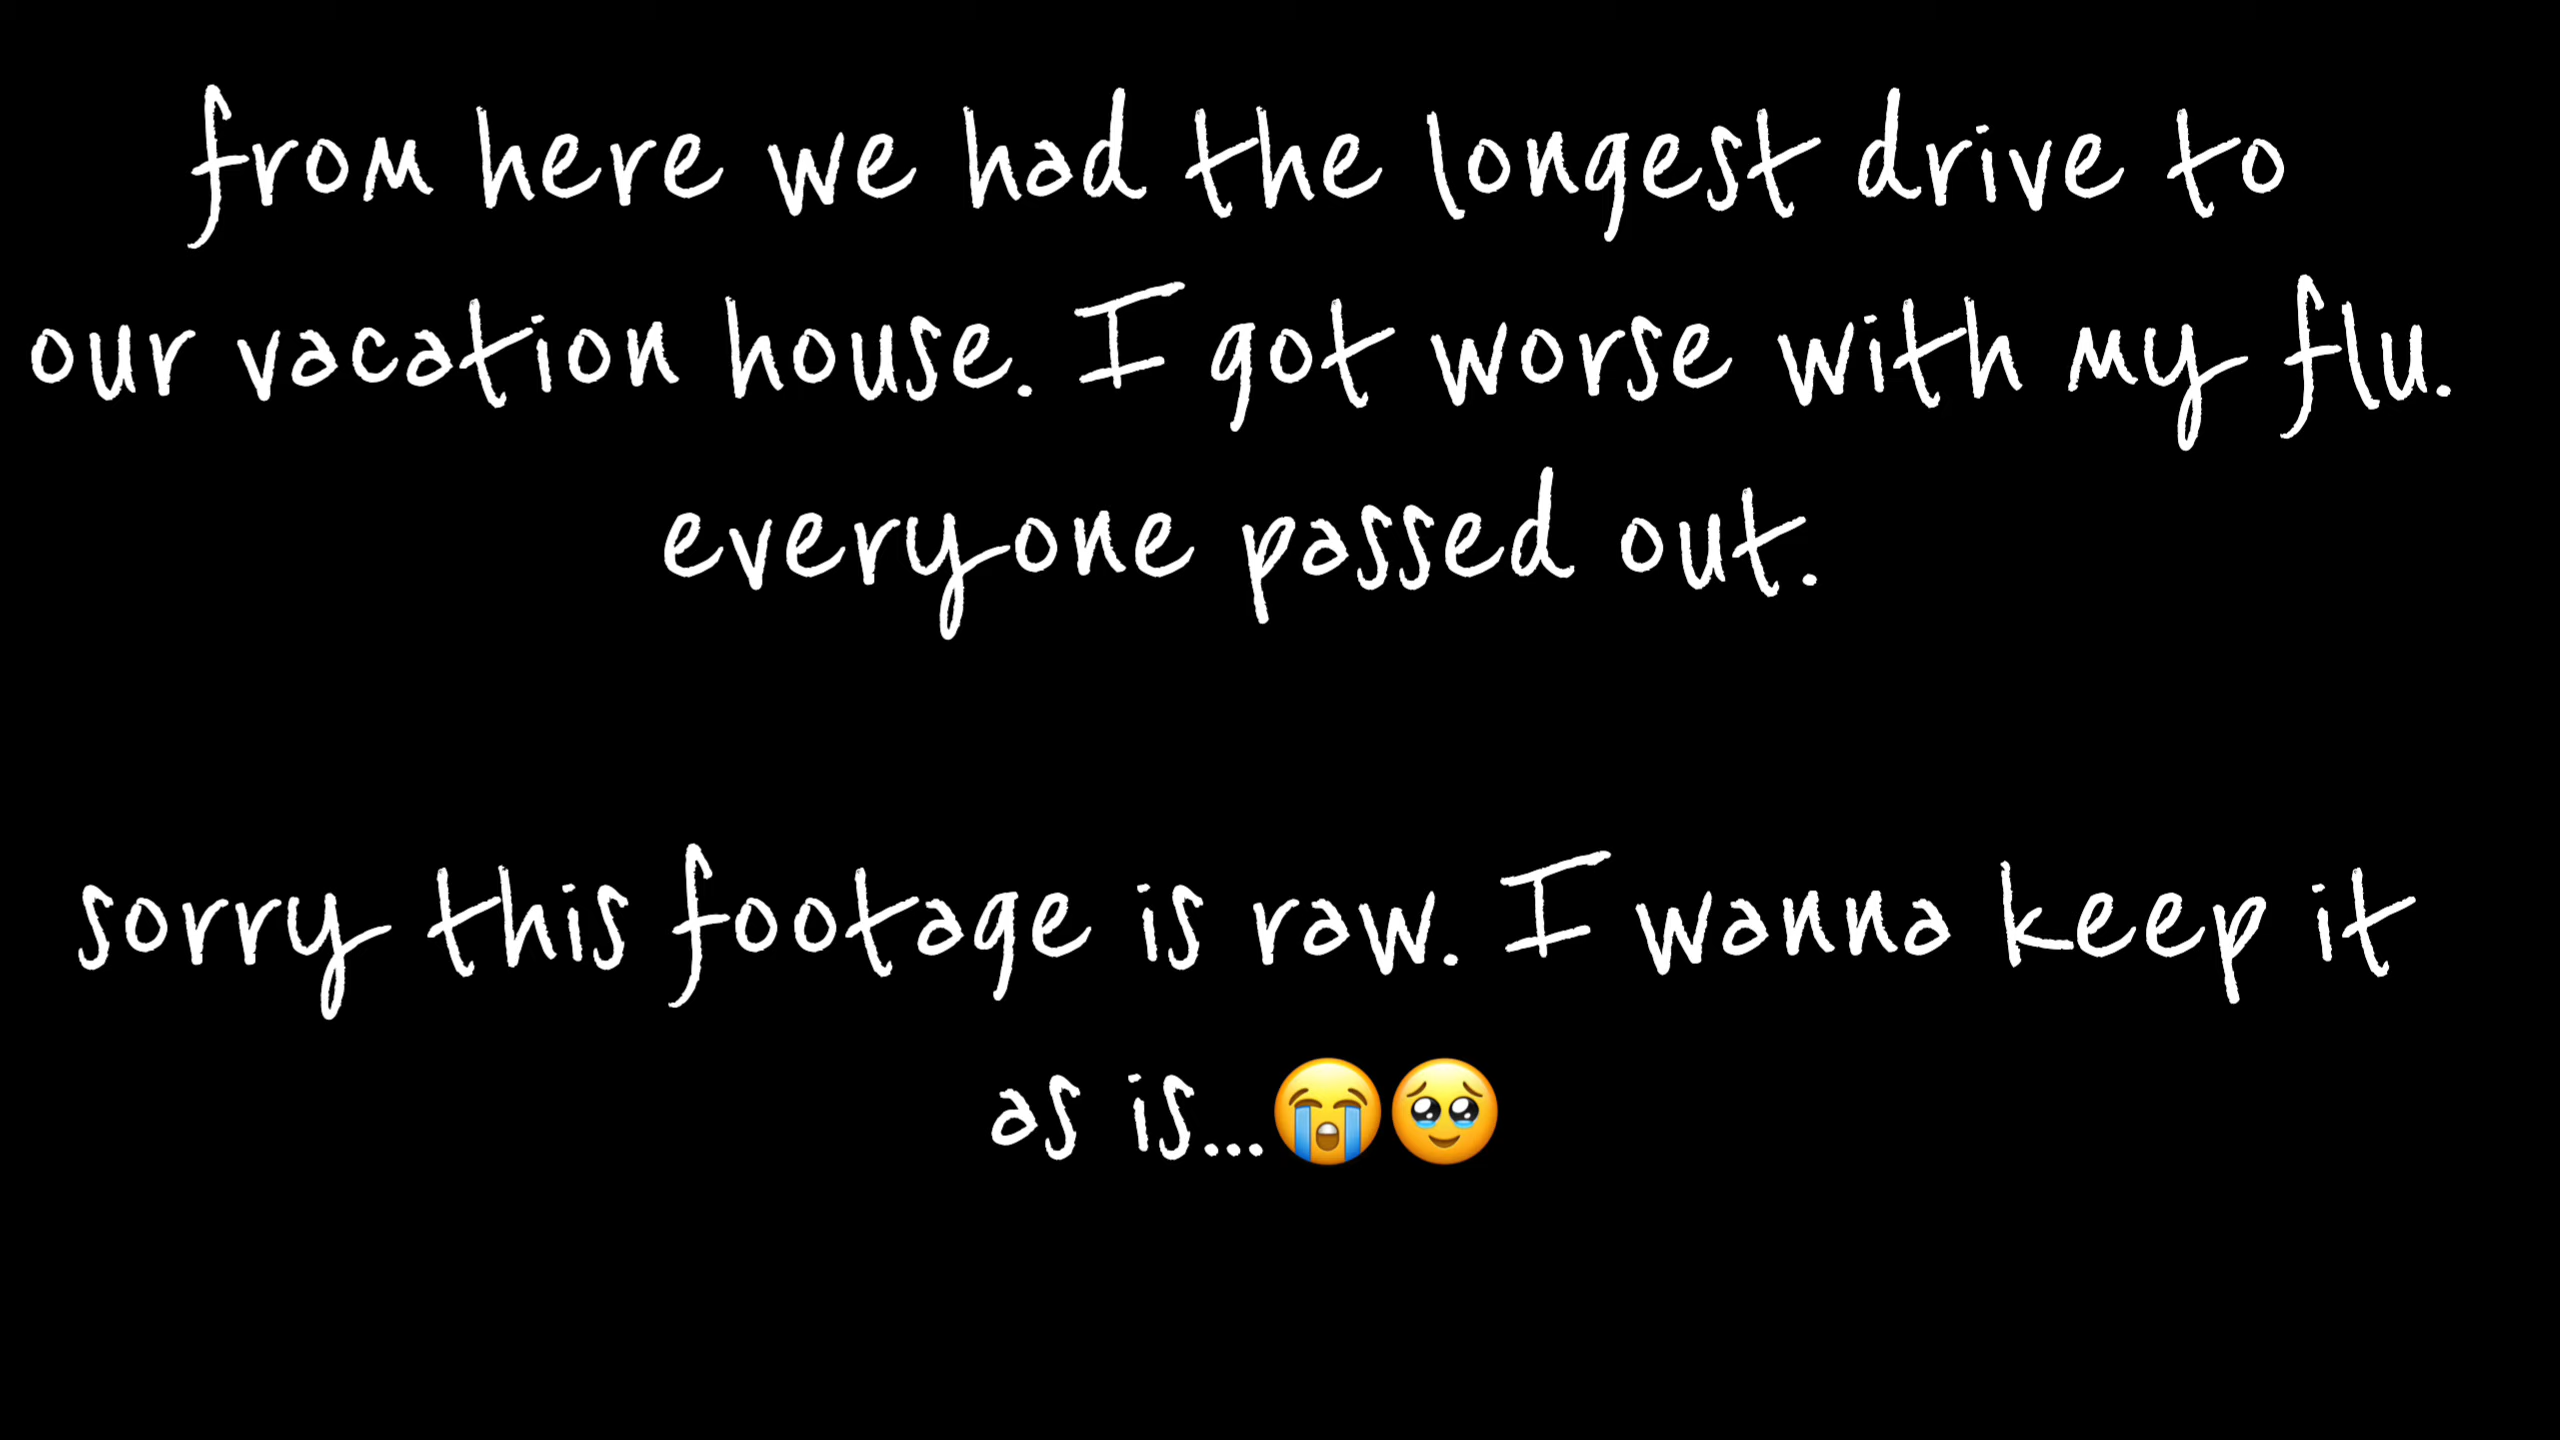 from here we had the longest drive to
our vacation house. I got worse with my flu.
everyone passed out.
sorry this footage is raw. I wanna keep it
as is...😭🥹